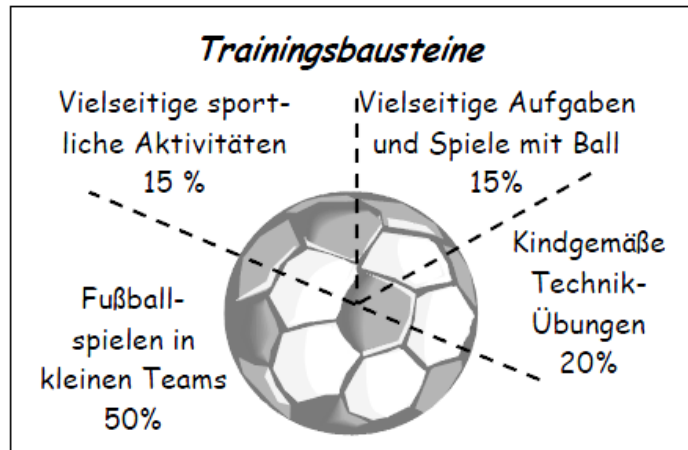 Trainingsbausteine
Vielseitige sport-
liche Aktivitäten
15 %
Vielseitige Aufgaben
und Spiele mit Ball
15%
Kindgemäße
Technik-
Übungen
20%
Fußball-
spielen in
kleinen Teams
50%